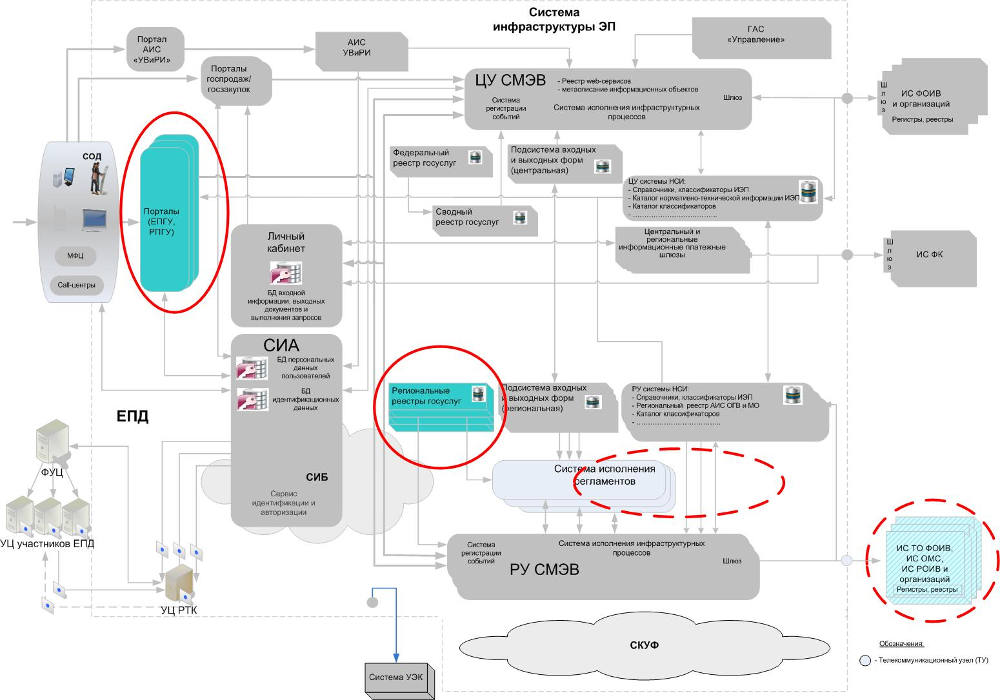 Система
инфраструктуры ЭП
Портал
АИС
«УВиРИ»
АИС
УВиРИ
ГАС
«Управление»
Порталы
госпродаж/
госзакупок
ЦУ СМЭВ
- Реестр web-сервисов
- метаописание информационных объектов
Система
регистрации
событий
Система исполнения инфраструктурных
процессов
Шлюз
Шлюз
ИС ФОИВ
и организаций
Регистры, реестры
СОД
МФЦ
Call-центры
Порталы
(ЕПГУ,
РПГУ)
Федеральный
реестр госуслуг
Подсистема входных
и выходных форм
(центральная)
ЦУ системы НСИ:
- Справочники, классификаторы ИЭП
- Каталог нормативно-технической информации ИЭП
- Каталог классификаторов
- ………………………………
Сводный
реестр госуслуг
Личный
кабинет
БД входной
информации, выходных
документов и
выполнения запросов
Центральный и
региональные
информационные платежные
шлюзы
Шлюз
ИС ФК
СИА
БД персональных
данных
пользователей
БД
идентификационных
данных
Региональные
реестры госуслуг
Подсистема входных
и выходных форм
(региональная)
РУ системы НСИ:
- Справочники, классификаторы ИЭП
- Региональный реестр АИС ОГВ и МО
- Каталог классификаторов
- ………………………………
ЕПД
ФУЦ
СИБ
Сервис
идентификации и
авторизации
Система исполнения
регламентов
УЦ участников ЕПД
УЦ РТК
Система
регистрации
событий
Система исполнения инфраструктурных
процессов
РУ СМЭВ
Шлюз
ИС ТО ФОИВ,
ИС ОМС,
ИС РОИВ и
организаций
Регистры, реестры
СКУФ
Система УЭК
Обозначения:
- Телекоммуникационный узел (ТУ)